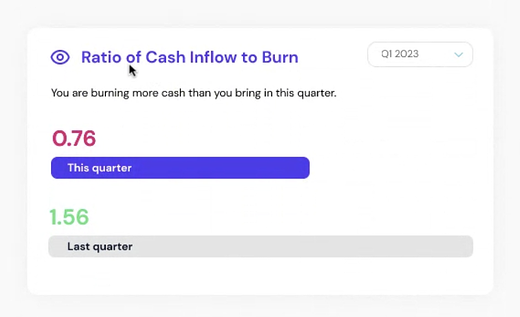 Ratio of Cash Inflow to Burn
Q1 2023
You are burning more cash than you bring in this quarter.
0.76
This quarter
1.56
Last quarter